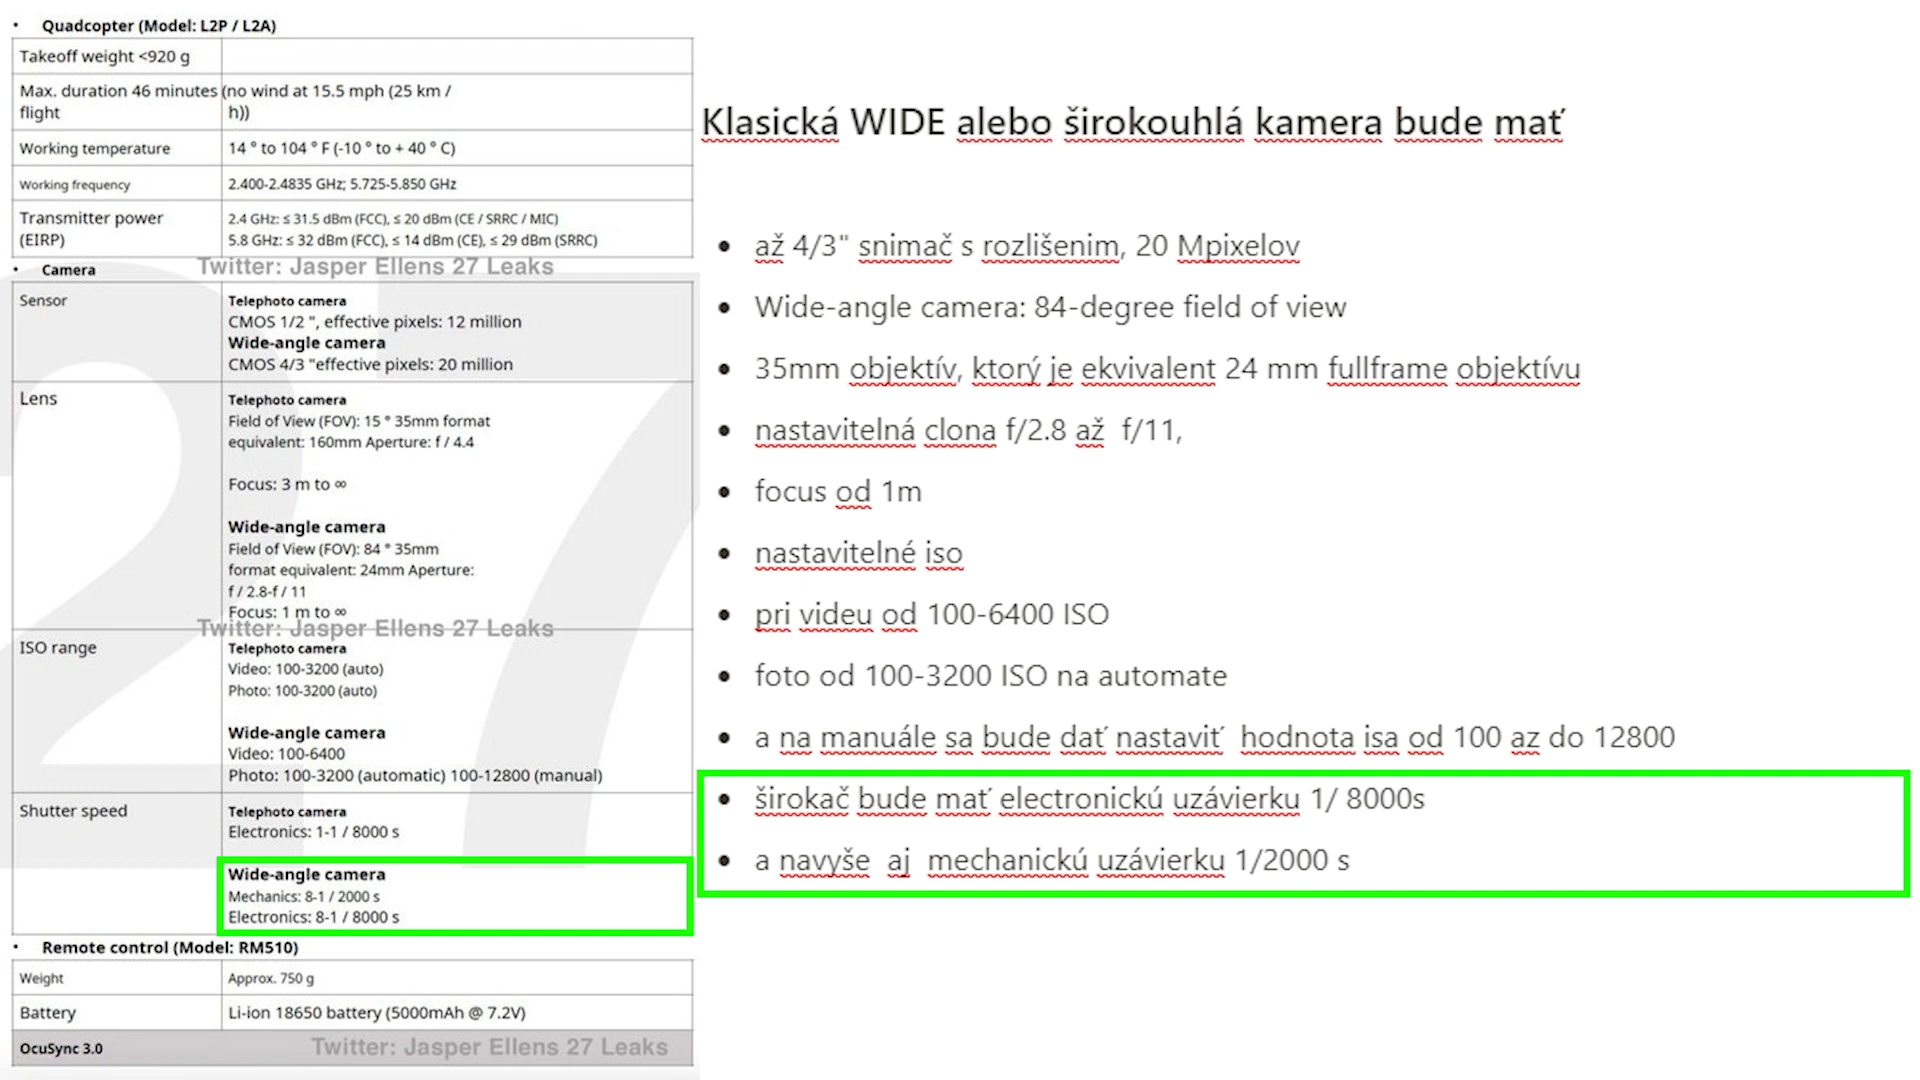 • Quadcopter (Model: L2P / L2A)
Takeoff weight <920 g
Max. duration 46 minutes (no wind at 15.5 mph (25 km /
flight h))
Working temperature 14 ° to 104 ° F (-10 ° to + 40 ° C)
Working frequency 2.400-2.4835 GHz; 5.725-5.850 GHz
Transmitter power 2.4 GHz: ≤ 31.5 dBm (FCC), ≤ 20 dBm (CE / SRRC / MIC)
(EIRP) 5.8 GHz: ≤ 32 dBm (FCC), ≤ 14 dBm (CE), ≤ 29 dBm (SRRC)
Twitter: Jasper Ellens 27 Leaks
• Camera
Sensor Telephoto camera
CMOS 1/2 ", effective pixels: 12 million
Wide-angle camera
CMOS 4/3 "effective pixels: 20 million
Lens Telephoto camera
Field of View (FOV): 15 ° 35mm format
equivalent: 160mm Aperture: f / 4.4
Focus: 3 m to ∞
Wide-angle camera
Field of View (FOV): 84 ° 35mm
format equivalent: 24mm Aperture:
f / 2.8-f / 11
Focus: 1 m to ∞
Twitter: Jasper Ellens 27 Leaks
ISO range Telephoto camera
Video: 100-3200 (auto)
Photo: 100-3200 (auto)
Wide-angle camera
Video: 100-6400
Photo: 100-3200 (automatic) 100-12800 (manual)
Shutter speed Telephoto camera
Electronics: 1-1 / 8000 s
Wide-angle camera
Mechanics: 8-1 / 2000 s
Electronics: 8-1 / 8000 s
• Remote control (Model: RM510)
Weight Approx. 750 g
Battery Li-ion 18650 battery (5000mAh @ 7.2V)
OcuSync 3.0 Twitter: Jasper Ellens 27 Leaks
27
Klasická WIDE alebo širokouhlá kamera bude mať
• až 4/3" snimač s rozlišenim, 20 Mpixelov
• Wide-angle camera: 84-degree field of view
• 35mm objektív, ktorý je ekvivalent 24 mm fullframe objektívu
• nastavitelná clona f/2.8 až f/11,
• focus od 1m
• nastavitelné iso
• pri videu od 100-6400 ISO
• foto od 100-3200 ISO na automate
• a na manuále sa bude dať nastaviť hodnota isa od 100 az do 12800
• širokač bude mať electronickú uzávierku 1/ 8000s
• a navyše aj mechanickú uzávierku 1/2000 s